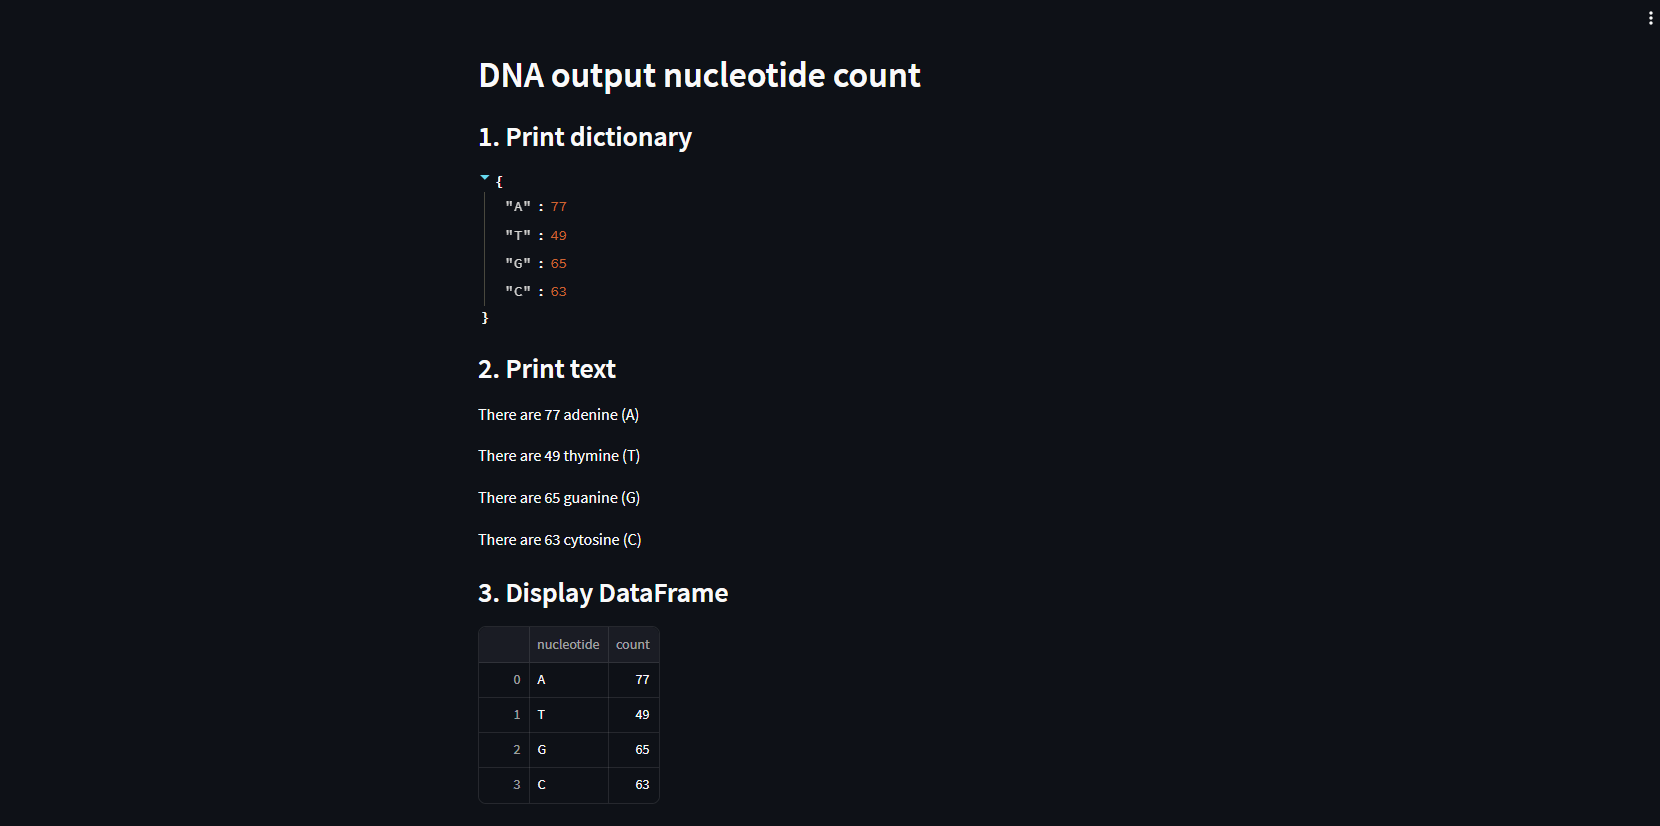 DNA output nucleotide count
1. Print dictionary
{
"A" : 77
"T" : 49
"G" : 65
"C" : 63
}
2. Print text
There are 77 adenine (A)
There are 49 thymine (T)
There are 65 guanine (G)
There are 63 cytosine (C)
3. Display DataFrame
nucleotide count
0 A 77
1 T 49
2 G 65
3 C 63